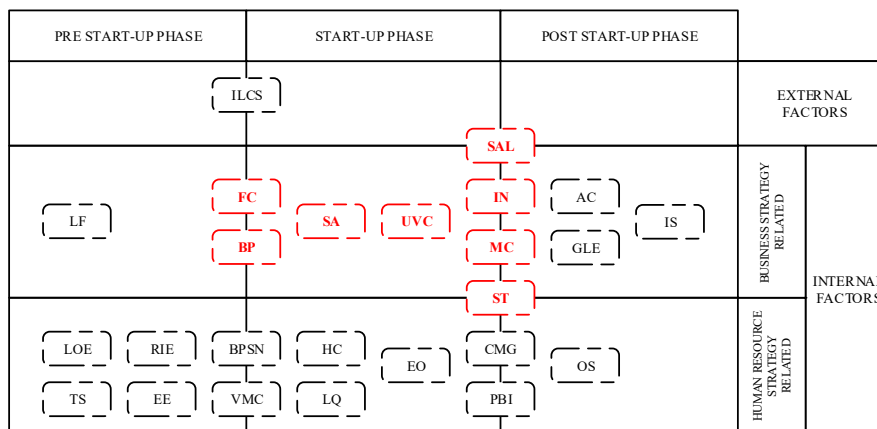 PRE START-UP PHASE
START-UP PHASE
POST START-UP PHASE
ILCS
EXTERNAL
FACTORS
SAL
FC
IN
AC
LF
SA
UVC
IS
BP
MC
GLE
BUSINESS STRATEGY
RELATED
INTERNAL
FACTORS
ST
LOE
RIE
BPSN
HC
EO
CMG
OS
TS
EE
VMC
LQ
PBI
HUMAN RESOURCE
STRATEGY
RELATED